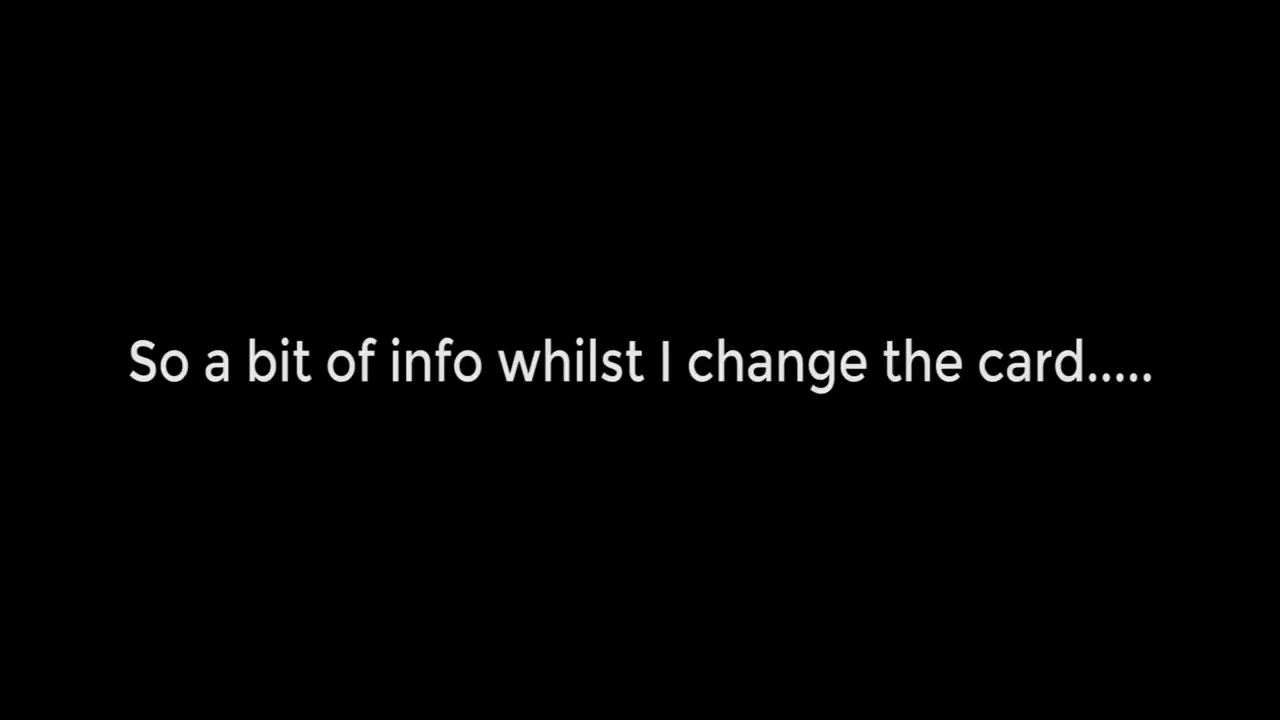 So a bit of info whilst I change the card.....